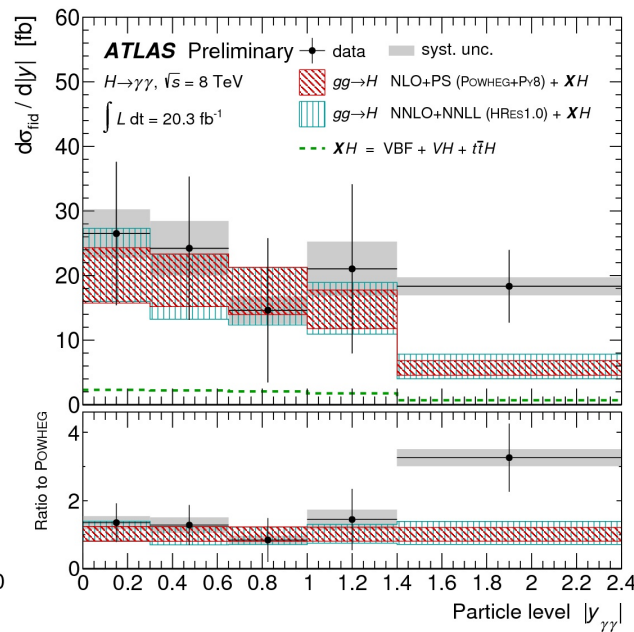 ATLAS Preliminary
data
syst. unc.
H→γγ, √s = 8 TeV
gg→H NLO+PS (POWHEG+PY8) + XH
∫ L dt = 20.3 fb⁻¹
gg→H NNLO+NNLL (HRES1.0) + XH
XH = VBF + VH + tt̄H
dσ_fid / d|y| [fb]
60
50
40
30
20
10
0
Ratio to POWHEG
4
2
0
0 0.2 0.4 0.6 0.8 1 1.2 1.4 1.6 1.8 2 2.2 2.4
0
Particle level |y_γγ|